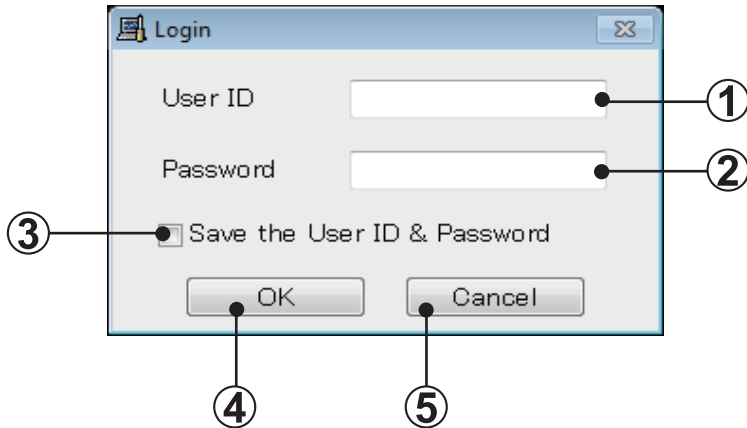 Login
User ID
①
Password
②
③
Save the User ID & Password
OK
Cancel
④
⑤